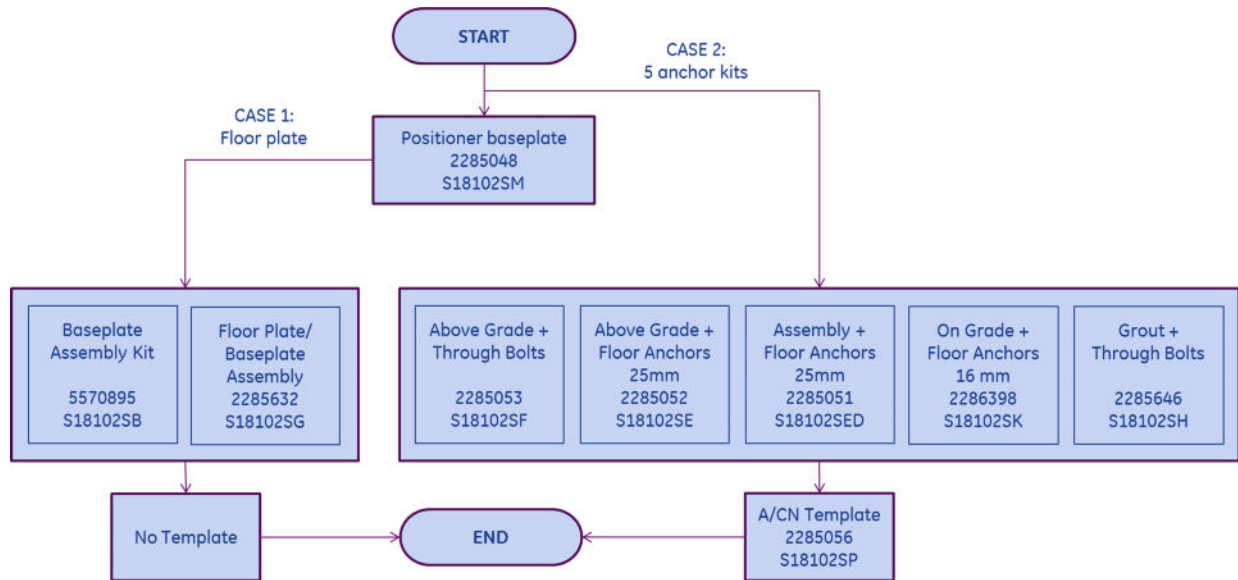 START
CASE 2:
5 anchor kits
CASE 1:
Floor plate
Positioner baseplate
2285048
S18102SM
Baseplate
Assembly Kit
5570895
S18102SB
Floor Plate/
Baseplate
Assembly
2285632
S18102SG
Above Grade +
Through Bolts
2285053
S18102SF
Above Grade +
Floor Anchors
25mm
2285052
S18102SE
Assembly +
Floor Anchors
25mm
2285051
S18102SED
On Grade +
Floor Anchors
16 mm
2286398
S18102SK
Grout +
Through Bolts
2285646
S18102SH
No Template
END
A/CN Template
2285056
S18102SP